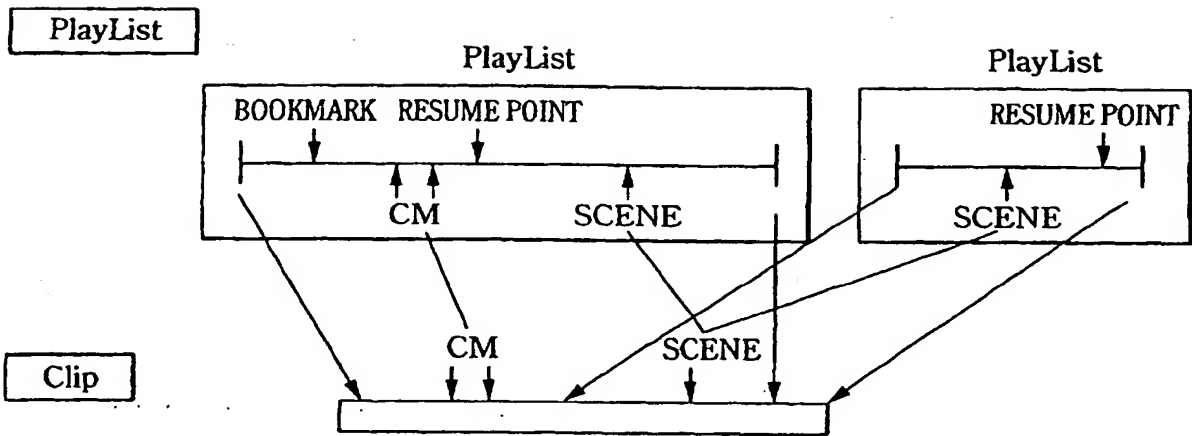 PlayList
PlayList
PlayList
BOOKMARK RESUME POINT
RESUME POINT
CM
SCENE
SCENE
CM
SCENE
Clip